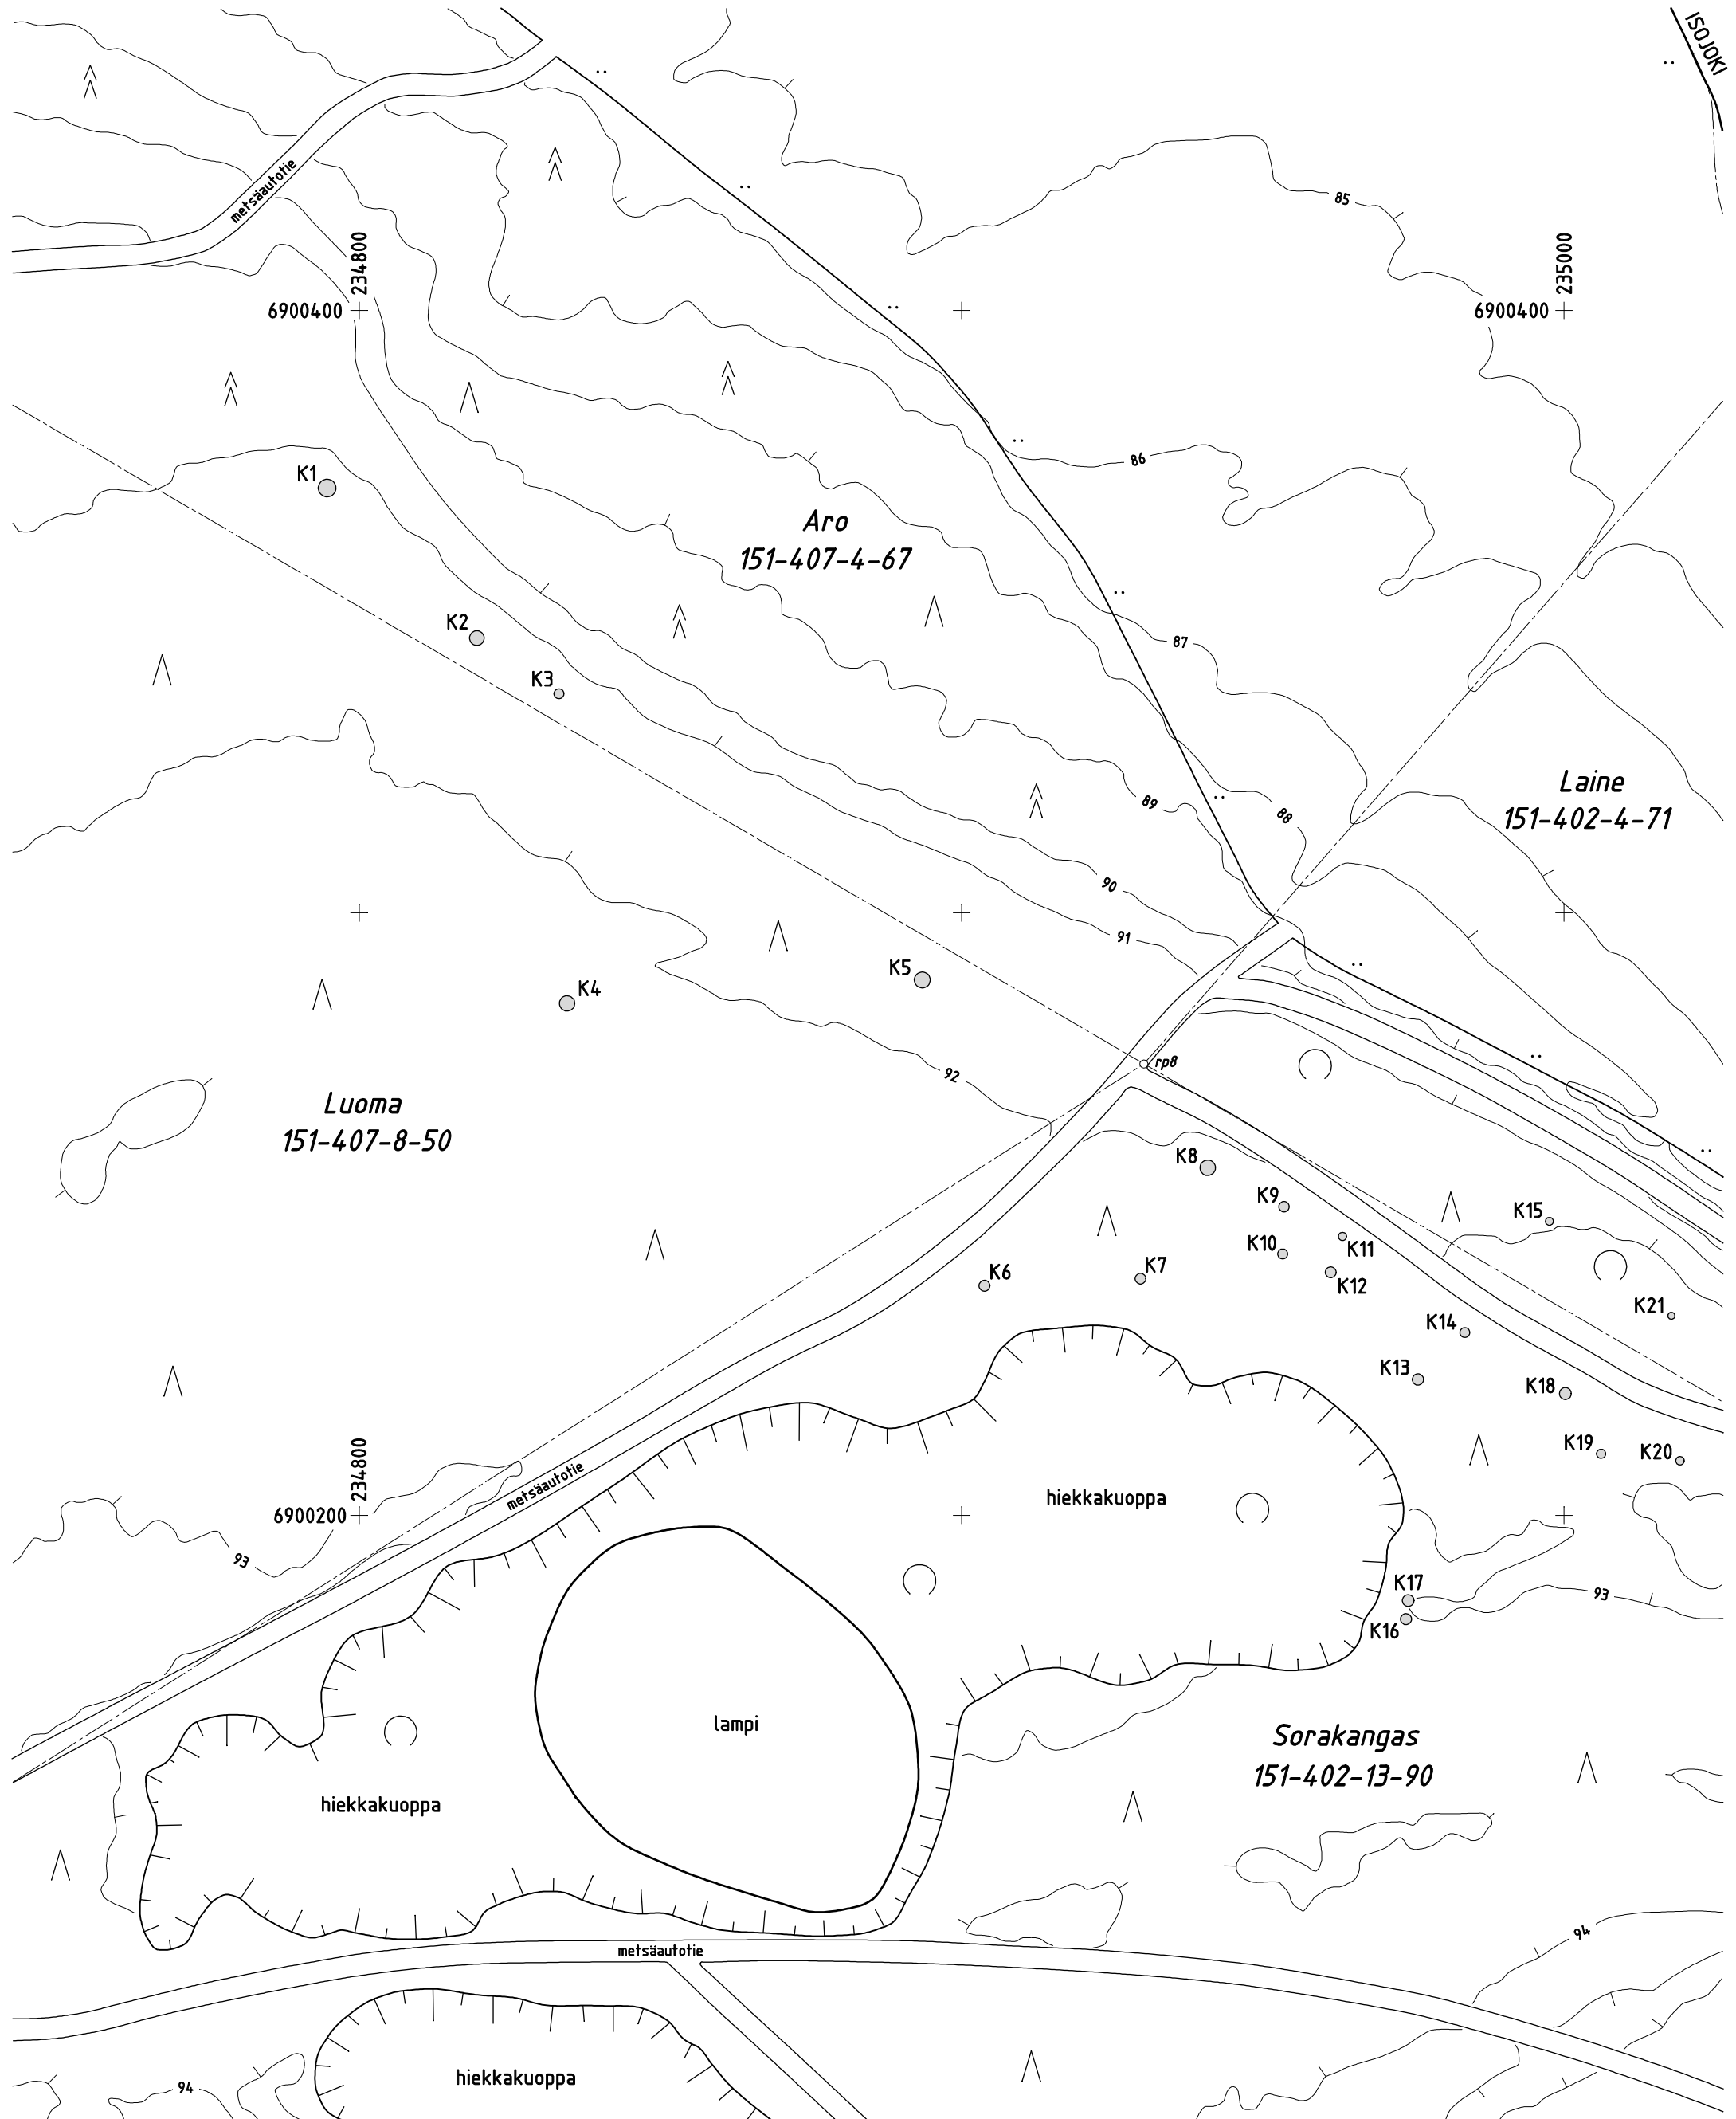 ISOJOKI
metsäautotie
85
234800
235000
6900400
6900400
86
K1
Aro
151-407-4-67
K2
87
K3
Laine
151-402-4-71
89
88
90
91
K5
K4
rp8
92
Luoma
151-407-8-50
K8
K9
K15
K10
K11
K7
K6
K12
K21
K14
K13
K18
K19
K20
234800
metsäautotie
hiekkakuoppa
6900200
93
K17
93
K16
lampi
Sorakangas
151-402-13-90
hiekkakuoppa
94
metsäautotie
hiekkakuoppa
94